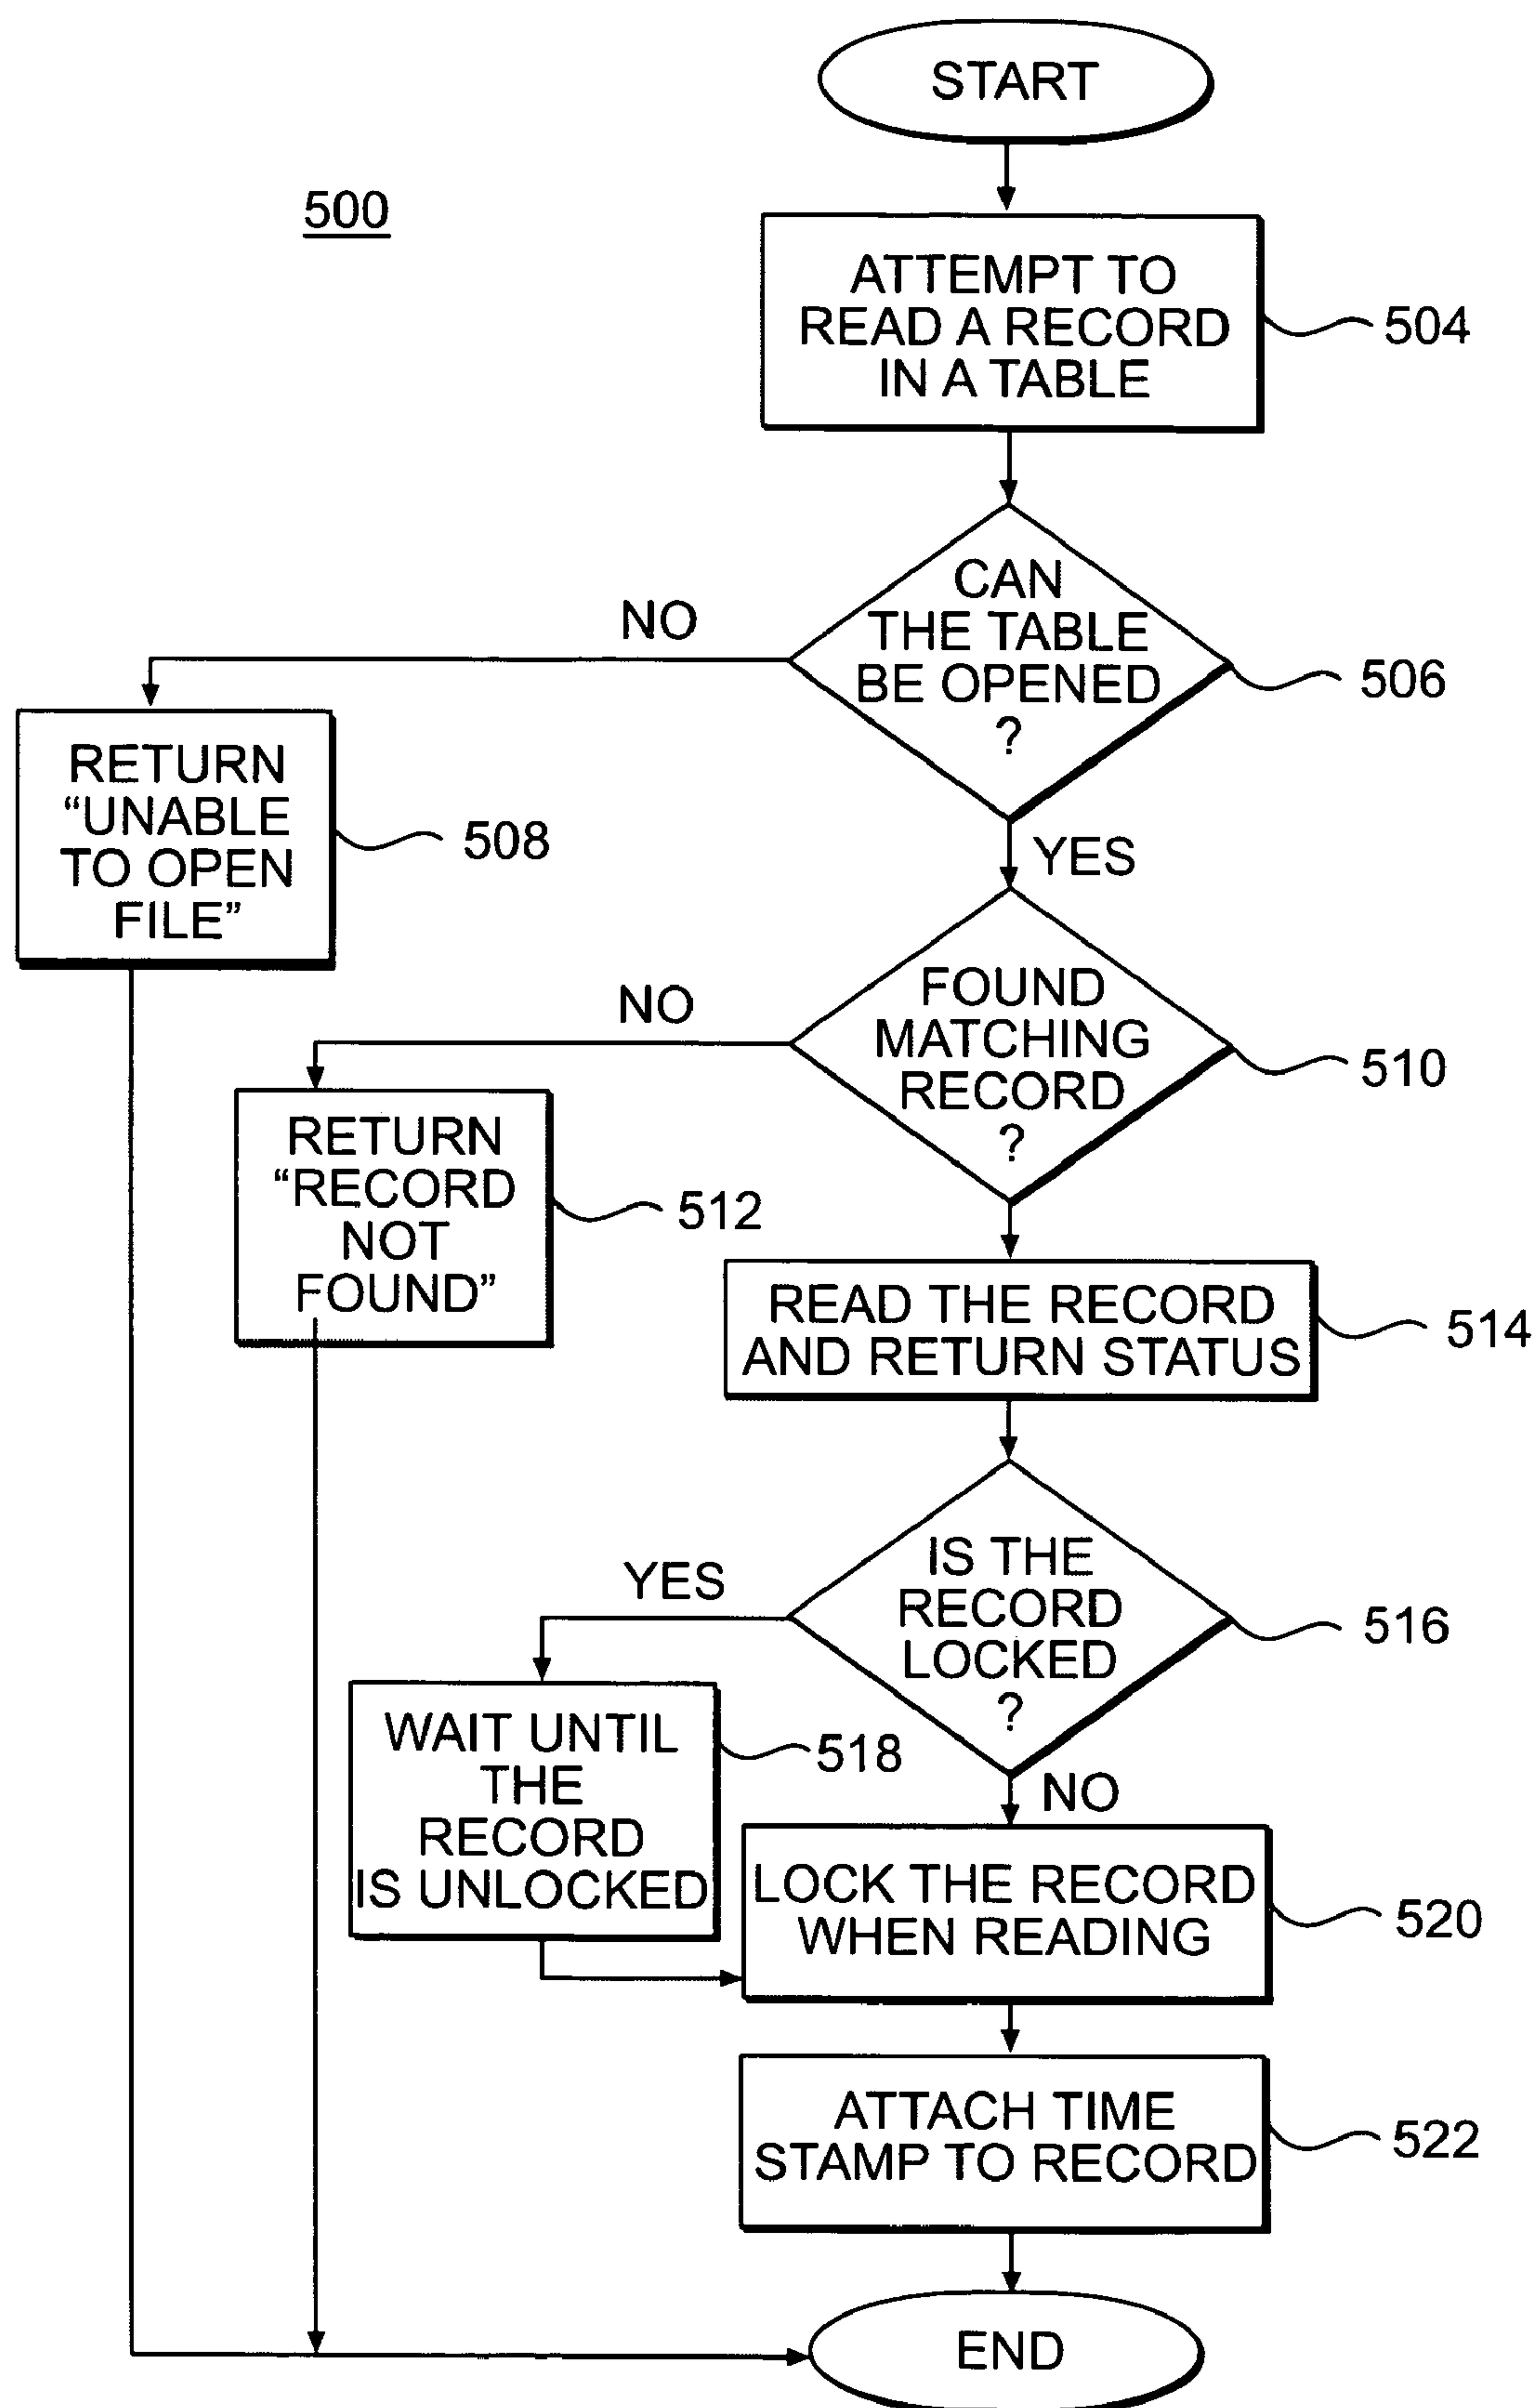 START
500
ATTEMPT TO
READ A RECORD
IN A TABLE
504
CAN
THE TABLE
BE OPENED
?
506
NO
YES
RETURN
“UNABLE
TO OPEN
FILE”
508
FOUND
MATCHING
RECORD
?
510
NO
RETURN
“RECORD
NOT
FOUND”
512
READ THE RECORD
AND RETURN STATUS
514
IS THE
RECORD
LOCKED
?
516
YES
NO
WAIT UNTIL
THE
RECORD
IS UNLOCKED
518
LOCK THE RECORD
WHEN READING
520
ATTACH TIME
STAMP TO RECORD
522
END